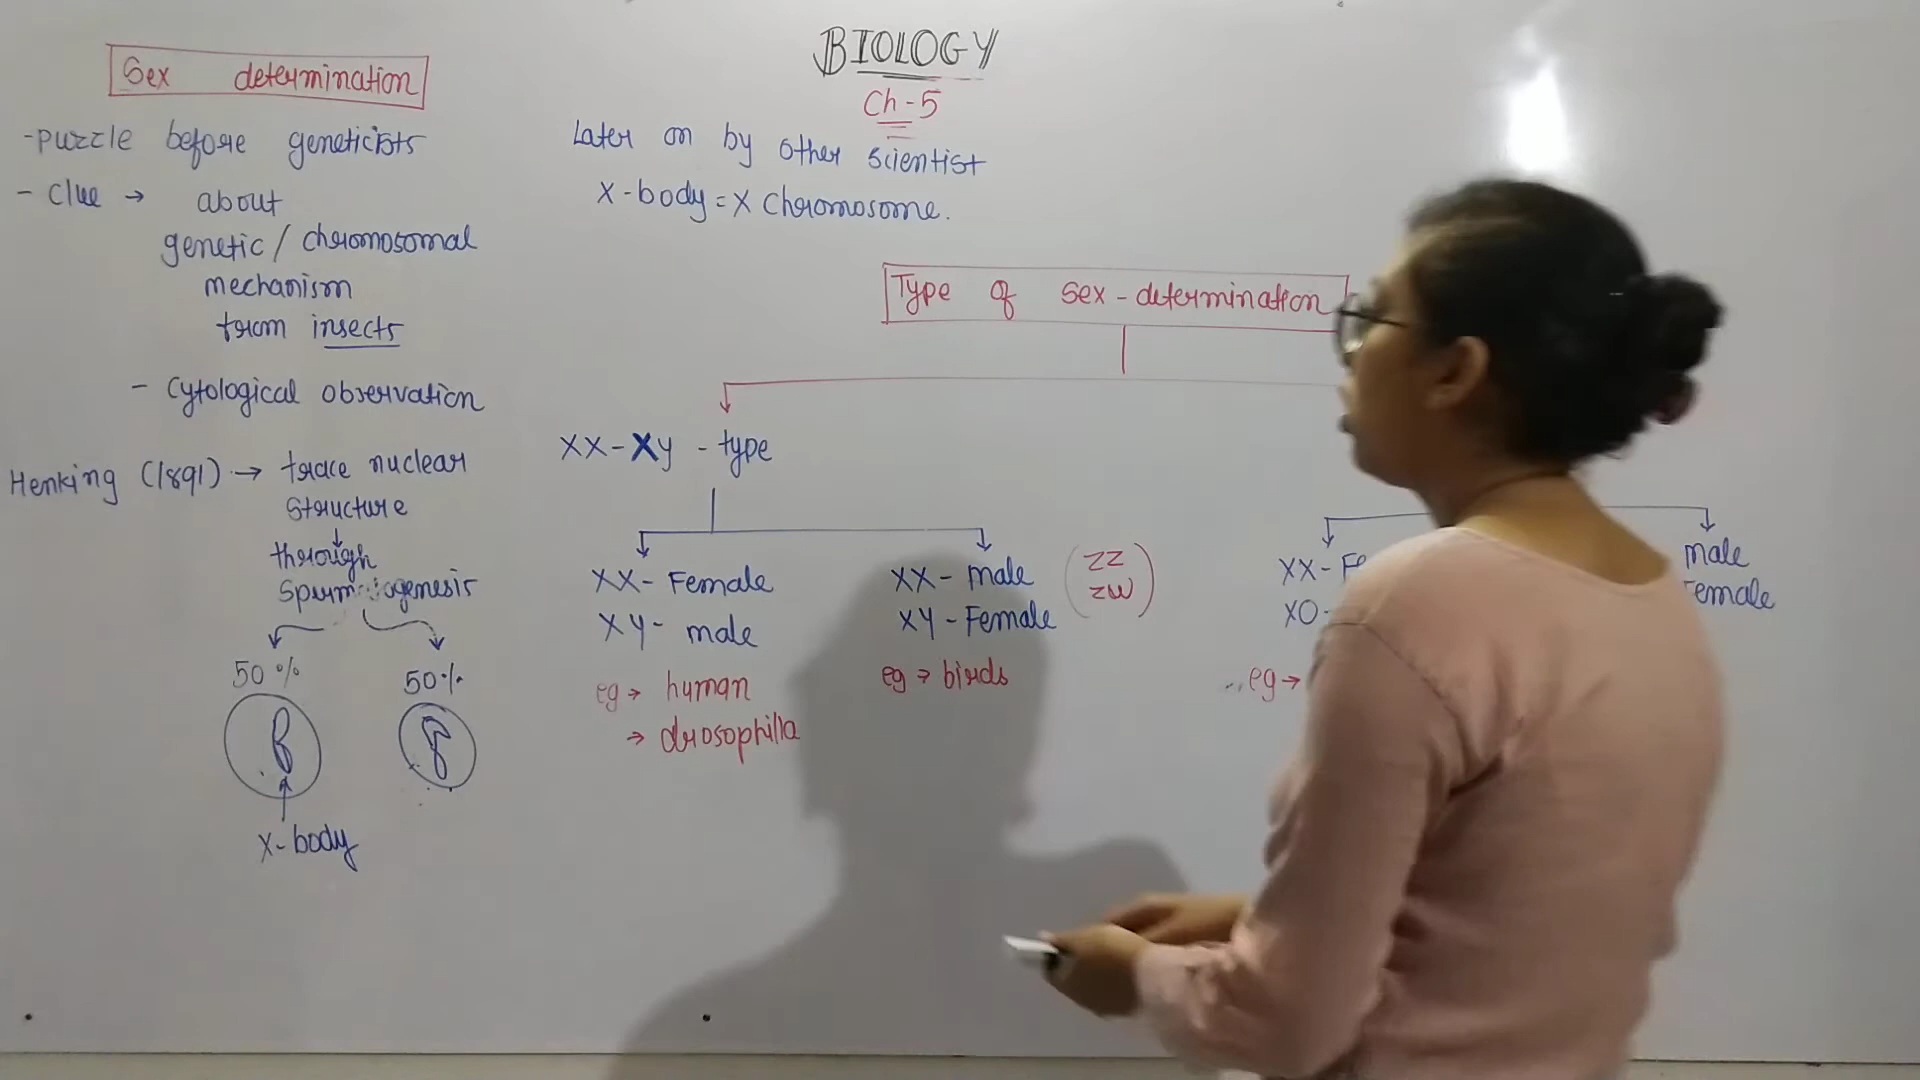 BIOLOGY
Ch-5
Sex determination
-puzzle before geneticists
- Clue → about
genetic / chromosomal
mechanism
from insects
- Cytological observation
Henking (1891) → trace nuclear
structure
through
50% 50%
X-body
Later on by other scientist
X-body = X chromosome.
Type of sex-determination
XX-XY - type
XX- Female
XY- male
eg → human
→ drosophilla
XX- male
XY-Female
ZZ
ZW
eg → birds
XX-
XO-
eg →
male